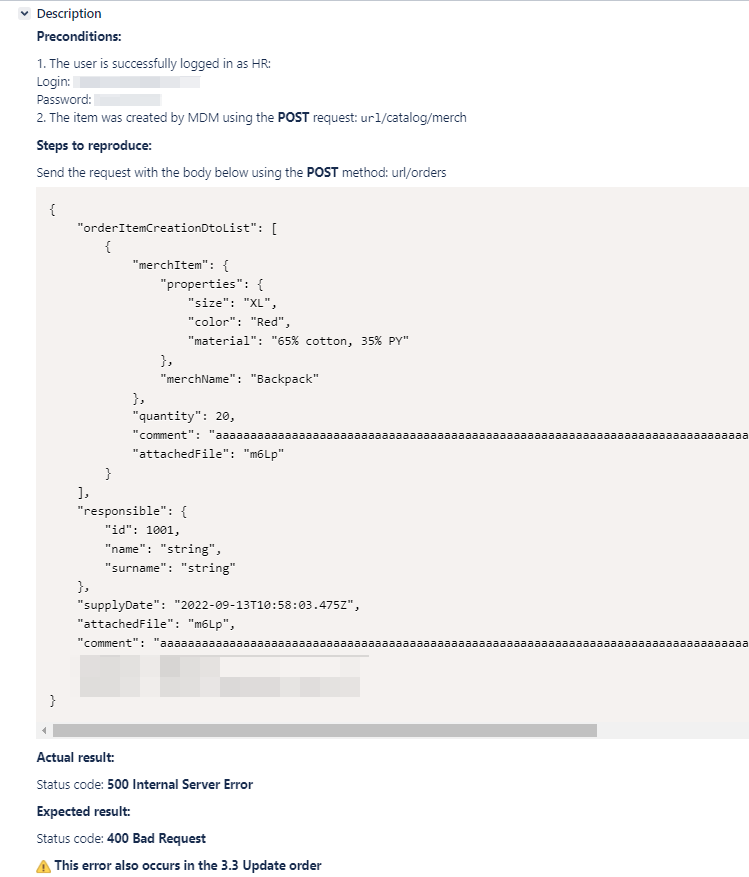 Description
Preconditions:
1. The user is successfully logged in as HR:
Login:
Password:
2. The item was created by MDM using the POST request: url/catalog/merch
Steps to reproduce:
Send the request with the body below using the POST method: url/orders
{
    "orderItemCreationDtoList": [
        {
            "merchItem": {
                "properties": {
                    "size": "XL",
                    "color": "Red",
                    "material": "65% cotton, 35% PY"
                },
                "merchName": "Backpack"
            },
            "quantity": 20,
            "comment": "aaaaaaaaaaaaaaaaaaaaaaaaaaaaaaaaaaaaaaaaaaaaaaaaaaaaaaaaaaaaaaaaaaaaaaaaaaaaa
            "attachedFile": "m6Lp"
        }
    ],
    "responsible": {
        "id": 1001,
        "name": "string",
        "surname": "string"
    },
    "supplyDate": "2022-09-13T10:58:03.475Z",
    "attachedFile": "m6Lp",
    "comment": "aaaaaaaaaaaaaaaaaaaaaaaaaaaaaaaaaaaaaaaaaaaaaaaaaaaaaaaaaaaaaaaaaaaaaaaaaaaaaaaaaaaaa
}
Actual result:
Status code: 500 Internal Server Error
Expected result:
Status code: 400 Bad Request
This error also occurs in the 3.3 Update order